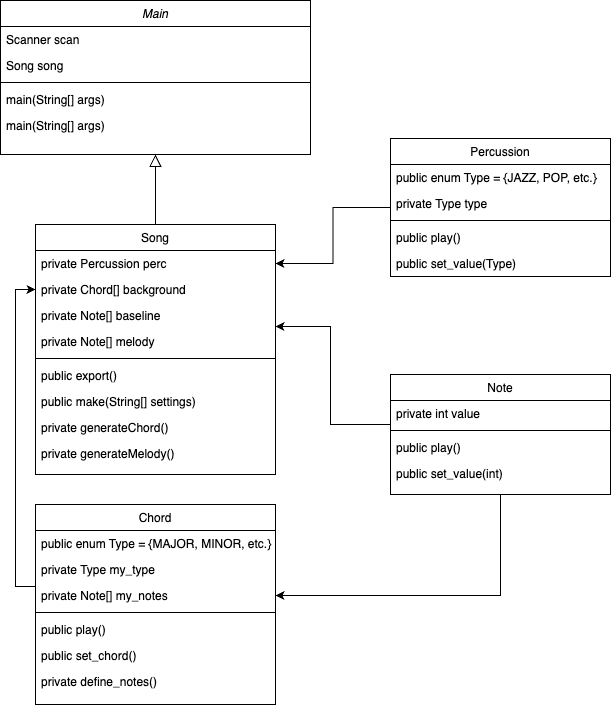 Main
Scanner scan
Song song
main(String[] args)
main(String[] args)
Percussion
public enum Type = {JAZZ, POP, etc.}
private Type type
public play()
public set_value(Type)
Song
private Percussion perc
private Chord[] background
private Note[] baseline
private Note[] melody
public export()
public make(String[] settings)
private generateChord()
private generateMelody()
Note
private int value
public play()
public set_value(int)
Chord
public enum Type = {MAJOR, MINOR, etc.}
private Type my_type
private Note[] my_notes
public play()
public set_chord()
private define_notes()